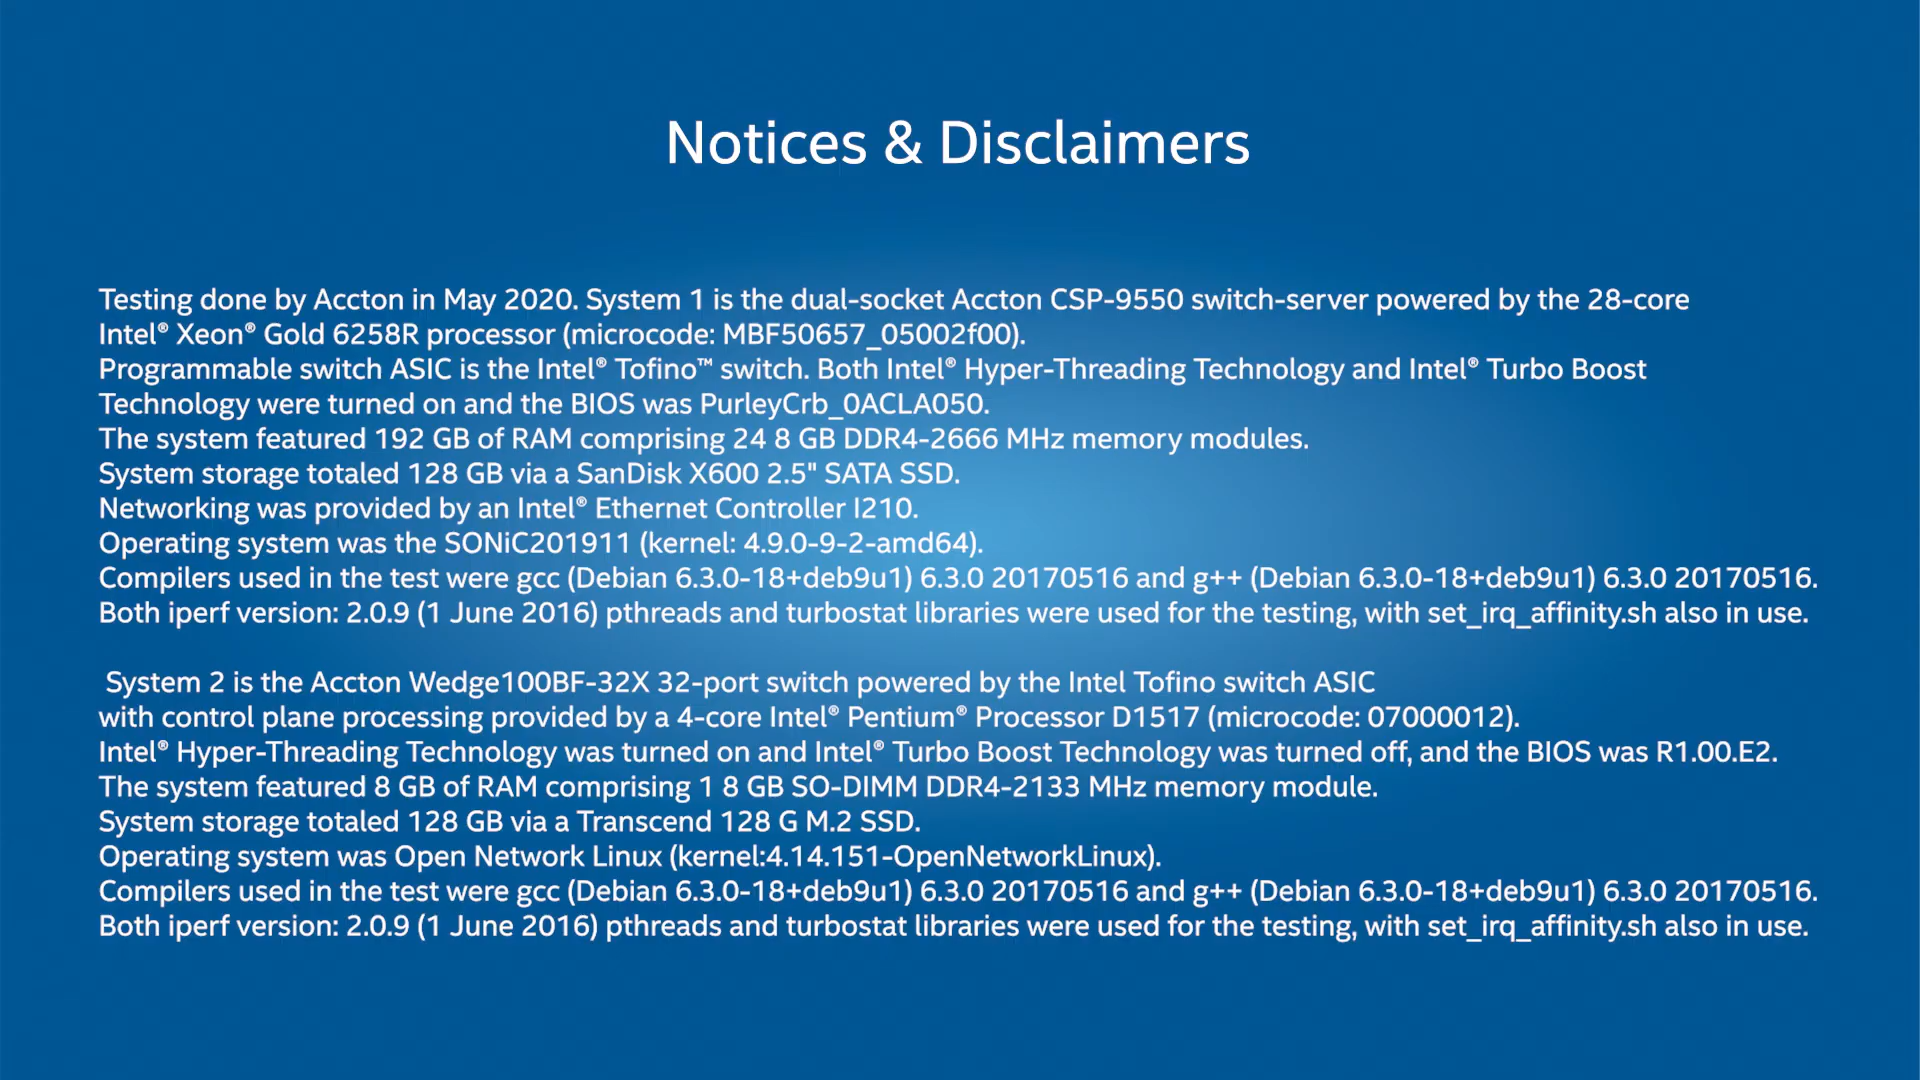 Notices & Disclaimers
Testing done by Accton in May 2020. System 1 is the dual-socket Accton CSP-9550 switch-server powered by the 28-core
Intel® Xeon® Gold 6258R processor (microcode: MBF50657_05002f00).
Programmable switch ASIC is the Intel® Tofino™ switch. Both Intel® Hyper-Threading Technology and Intel® Turbo Boost
Technology were turned on and the BIOS was PurleyCrb_0ACLA050.
The system featured 192 GB of RAM comprising 24 8 GB DDR4-2666 MHz memory modules.
System storage totaled 128 GB via a SanDisk X600 2.5" SATA SSD.
Networking was provided by an Intel® Ethernet Controller I210.
Operating system was the SONiC201911 (kernel: 4.9.0-9-2-amd64).
Compilers used in the test were gcc (Debian 6.3.0-18+deb9u1) 6.3.0 20170516 and g++ (Debian 6.3.0-18+deb9u1) 6.3.0 20170516.
Both iperf version: 2.0.9 (1 June 2016) pthreads and turbostat libraries were used for the testing, with set_irq_affinity.sh also in use.
System 2 is the Accton Wedge100BF-32X 32-port switch powered by the Intel Tofino switch ASIC
with control plane processing provided by a 4-core Intel® Pentium® Processor D1517 (microcode: 07000012).
Intel® Hyper-Threading Technology was turned on and Intel® Turbo Boost Technology was turned off, and the BIOS was R1.00.E2.
The system featured 8 GB of RAM comprising 1 8 GB SO-DIMM DDR4-2133 MHz memory module.
System storage totaled 128 GB via a Transcend 128 G M.2 SSD.
Operating system was Open Network Linux (kernel:4.14.151-OpenNetworkLinux).
Compilers used in the test were gcc (Debian 6.3.0-18+deb9u1) 6.3.0 20170516 and g++ (Debian 6.3.0-18+deb9u1) 6.3.0 20170516.
Both iperf version: 2.0.9 (1 June 2016) pthreads and turbostat libraries were used for the testing, with set_irq_affinity.sh also in use.